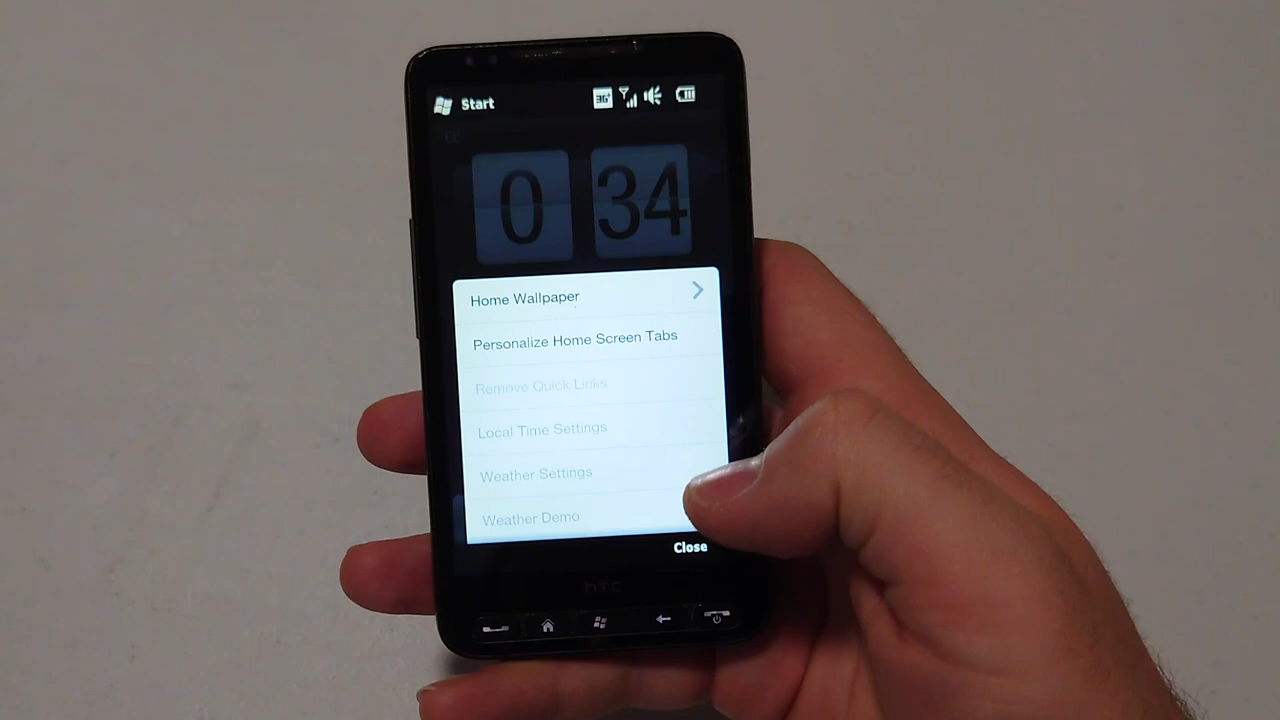 Start
3G+
0 34
Home Wallpaper
Personalize Home Screen Tabs
Remove Quick Links
Local Time Settings
Weather Settings
Weather Demo
Close
hTC